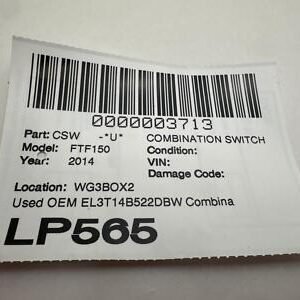 0000003713
Part: CSW -*U* COMBINATION SWITCH
Model: FTF150 Condition:
Year: 2014 VIN:
Damage Code:
Location: WG3BOX2
Used OEM EL3T14B522DBW Combina
LP565